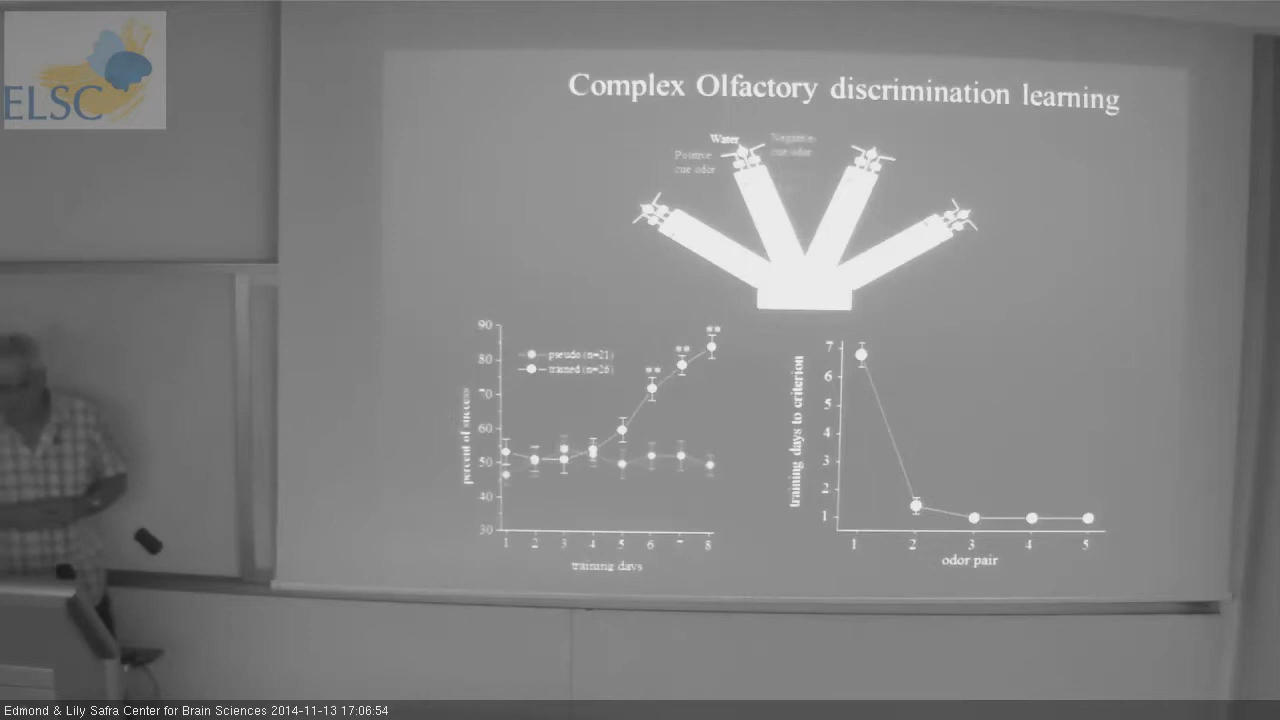 ELSC
Complex Olfactory discrimination learning
Water
Negative
cue odor
Positive
cue odor
90
80
70
60
50
40
30
pseudo (n=21)
trained (n=26)
**
**
**
percent of success
1 2 3 4 5 6 7 8
training days
7
6
5
4
3
2
1
training days to criterion
1 2 3 4 5
odor pair
Edmond & Lily Safra Center for Brain Sciences 2014-11-13 17:06:54